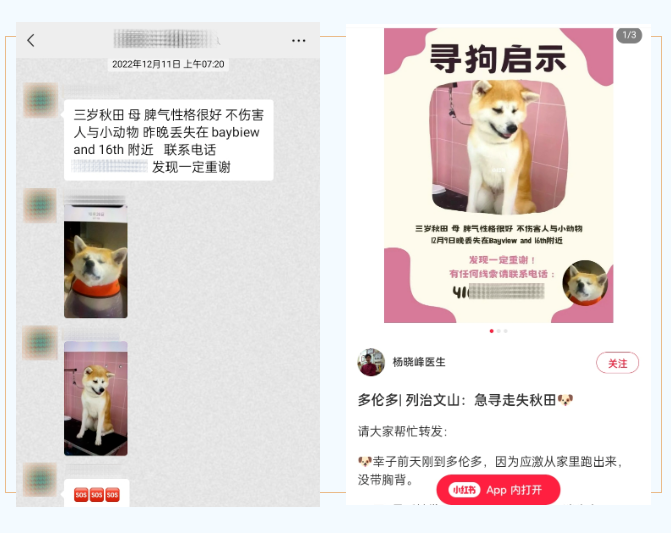 2022年12月11日 上午07:20
三岁秋田 母 脾气性格很好 不伤害
人与小动物 昨晚丢失在 baybiew
and 16th 附近 联系电话
发现一定重谢
SOS SOS SOS
1/3
寻狗启示
三岁秋田 母 脾气性格很好 不伤害人与小动物
12月9日晚丢失在Bayview and 16th附近
发现一定重谢！
有任何线索请联系电话：
416
杨晓峰医生
关注
多伦多| 列治文山：急寻走失秋田🐶
请大家帮忙转发：
🐶幸子前天刚到多伦多，因为应激从家里跑出来，
没带胸背。
小红书 App 内打开